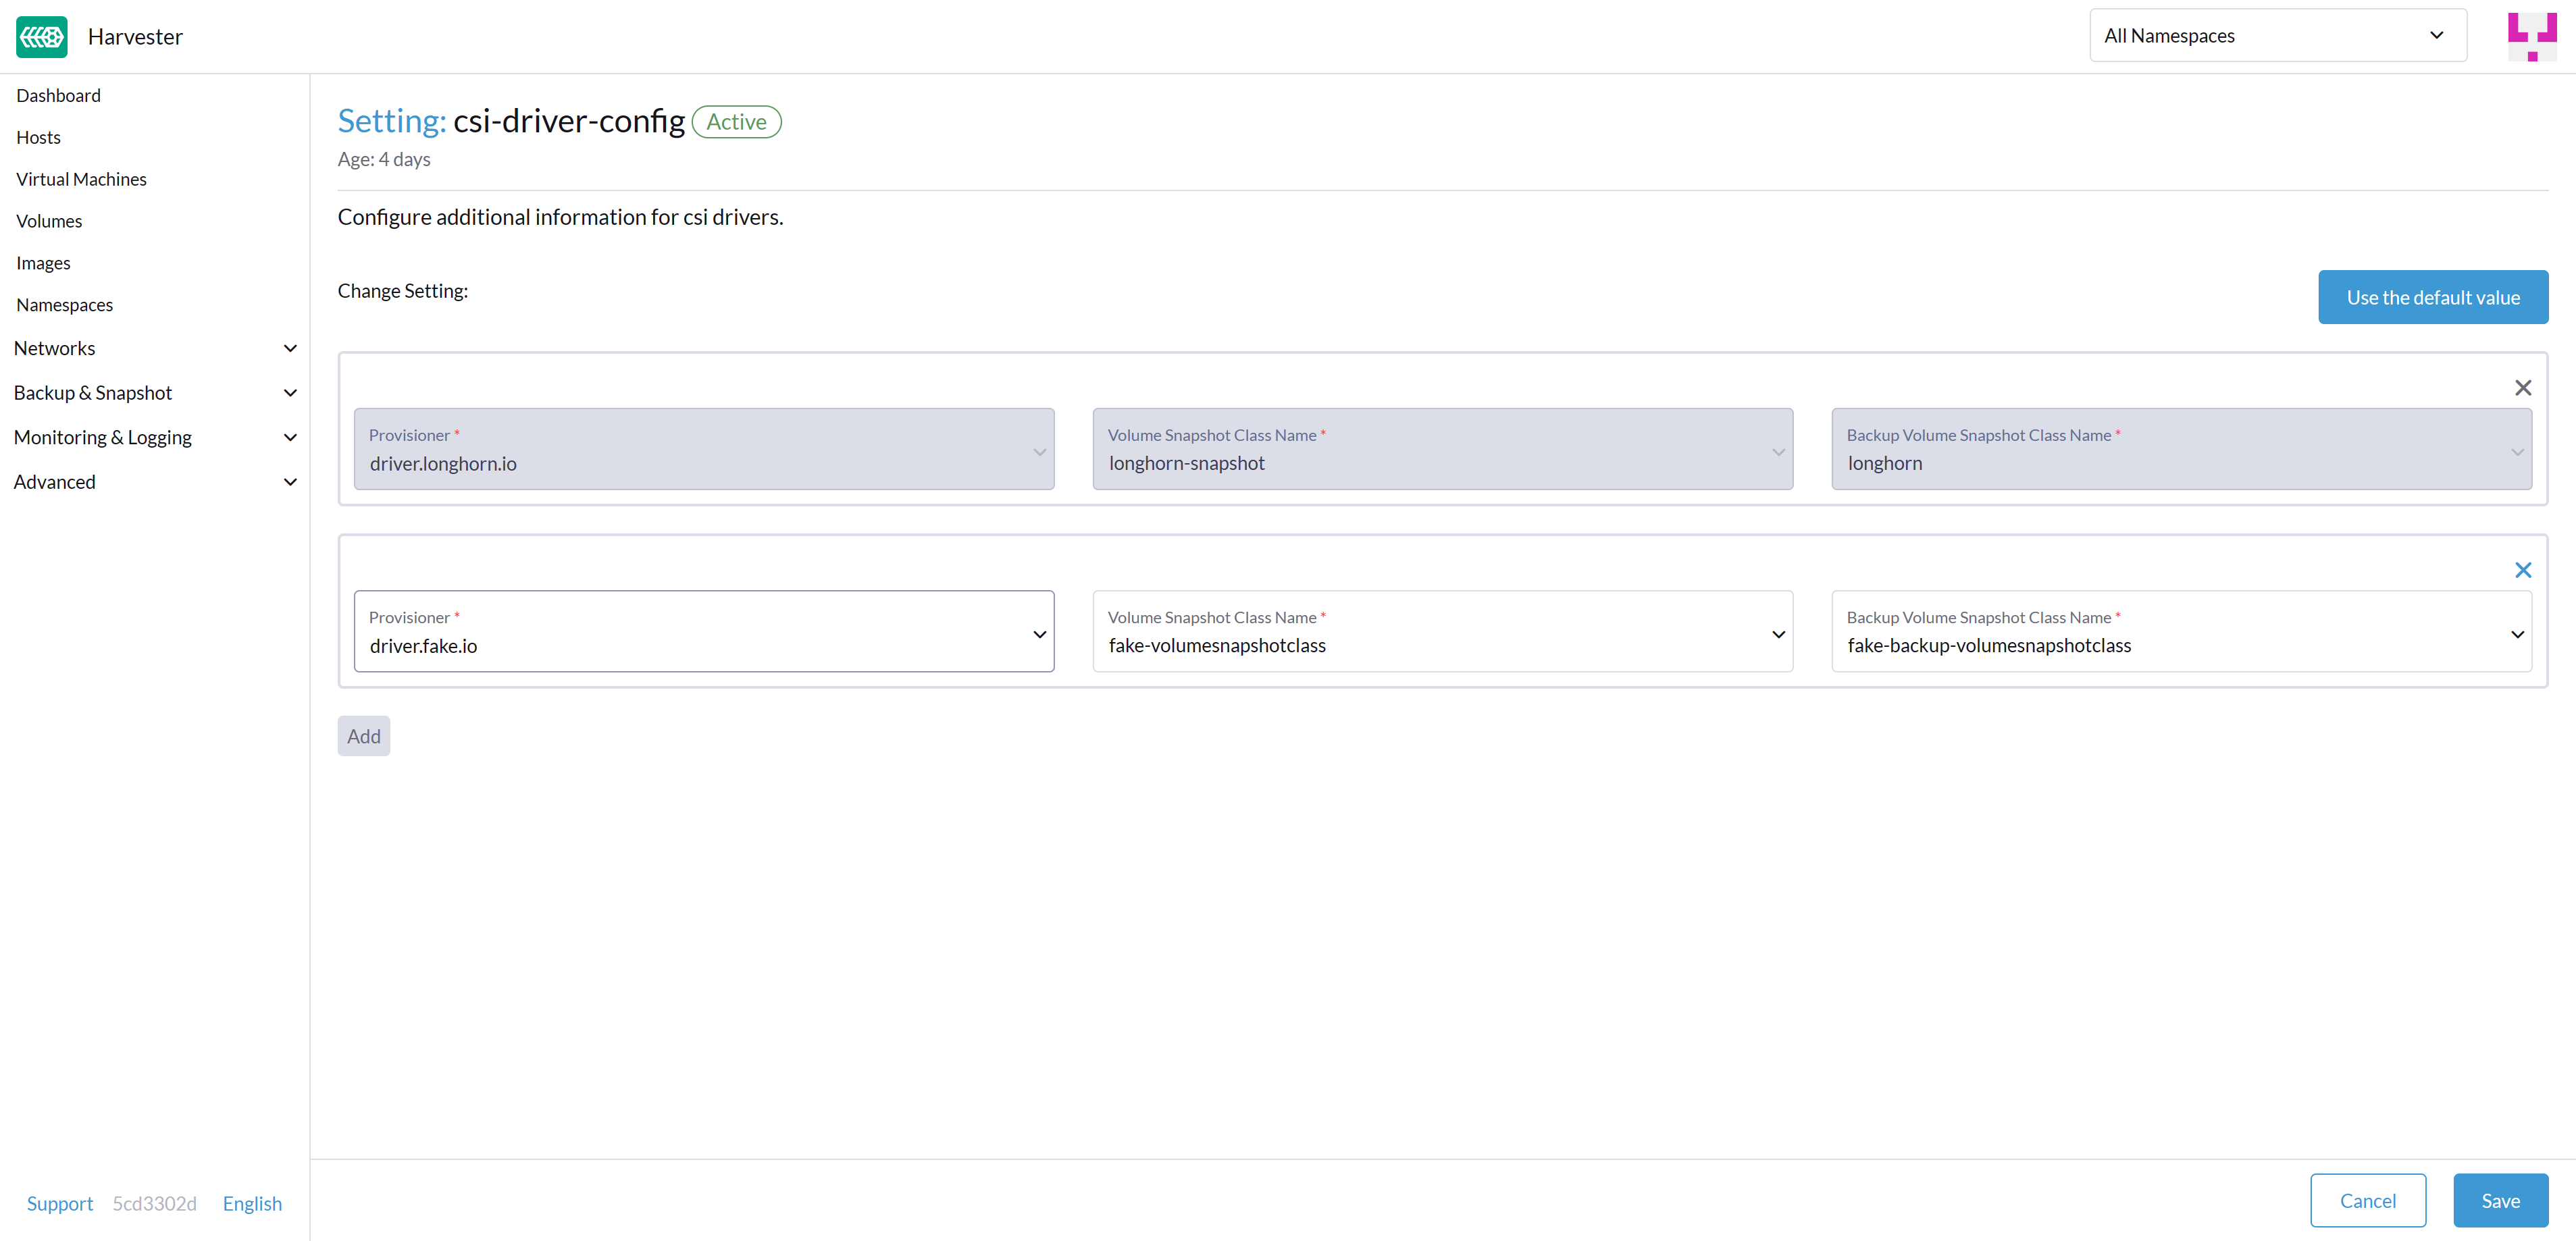 Harvester
All Namespaces
Dashboard
Hosts
Virtual Machines
Volumes
Images
Namespaces
Networks
Backup & Snapshot
Monitoring & Logging
Advanced
Support 5cd3302d English
Setting: csi-driver-config Active
Age: 4 days
Configure additional information for csi drivers.
Change Setting:
Use the default value
Provisioner *
driver.longhorn.io
Volume Snapshot Class Name *
longhorn-snapshot
Backup Volume Snapshot Class Name *
longhorn
Provisioner *
driver.fake.io
Volume Snapshot Class Name *
fake-volumesnapshotclass
Backup Volume Snapshot Class Name *
fake-backup-volumesnapshotclass
Add
Cancel
Save